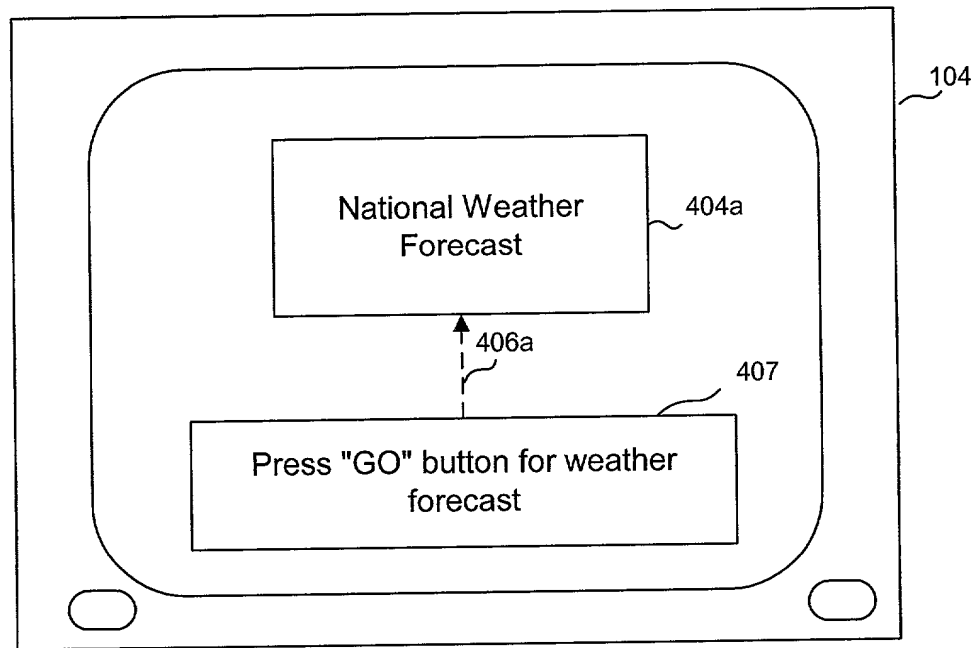 104
National Weather
Forecast
404a
406a
407
Press "GO" button for weather
forecast